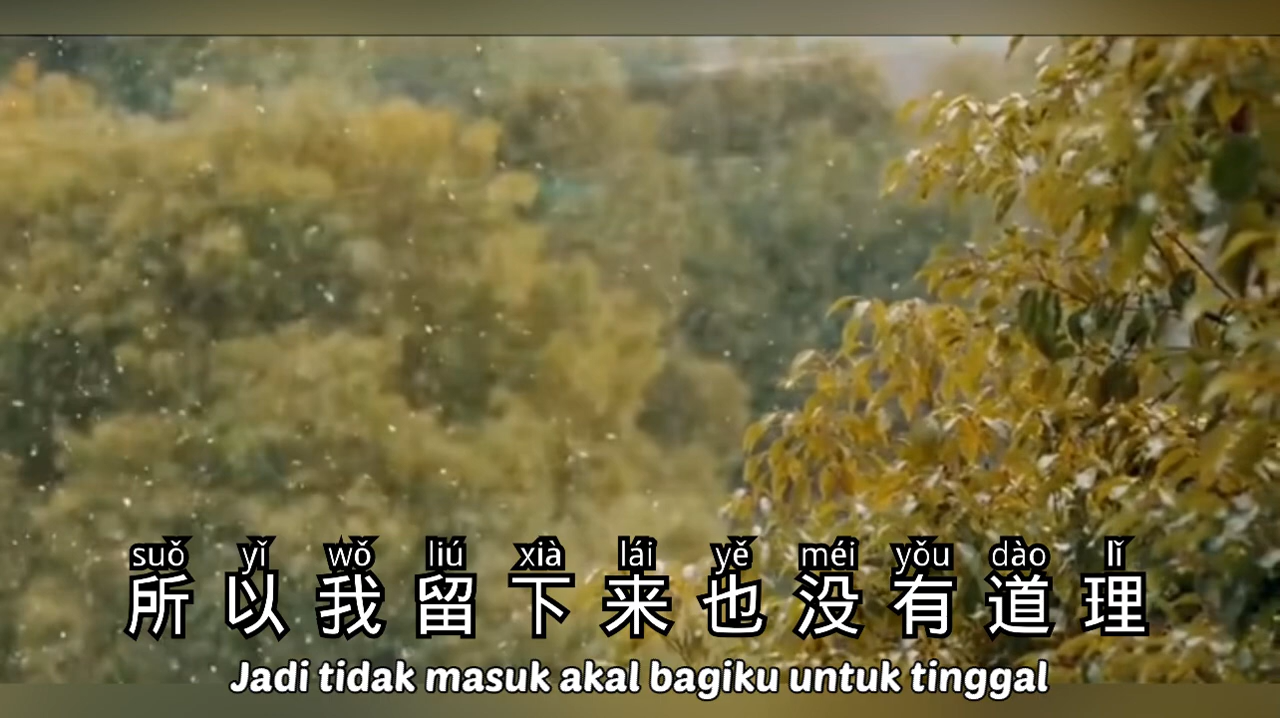 suǒ yǐ wǒ liú xià lái yě méi yǒu dào lǐ
所以我留下来也没有道理
Jadi tidak masuk akal bagiku untuk tinggal